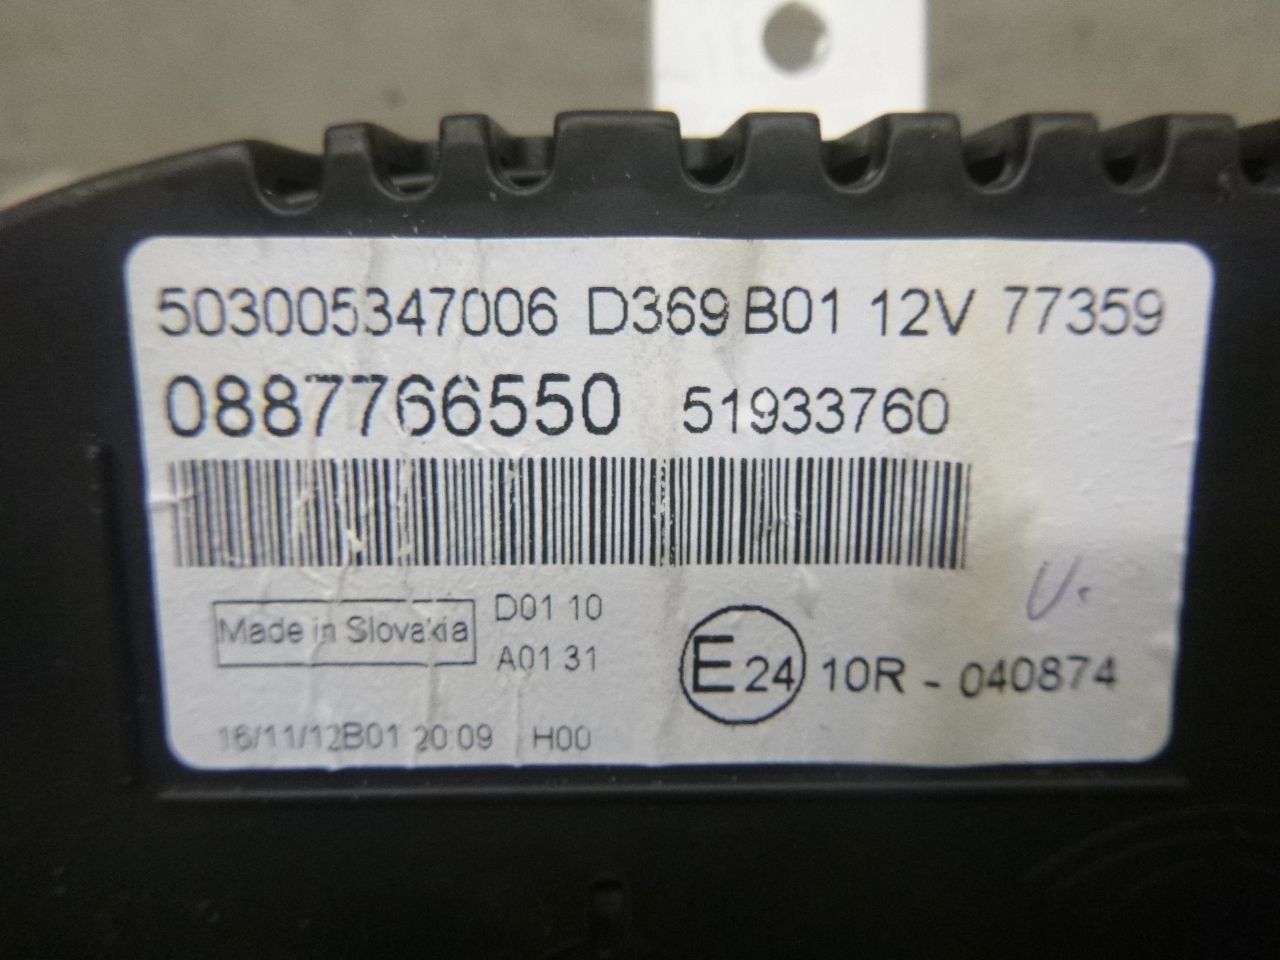 503005347006 D369 B01 12V 77359
0887766550 51933760
Made in Slovakia
D01 10
A01 31
E24 10R - 040874
16/11/12B01 20:09 H00